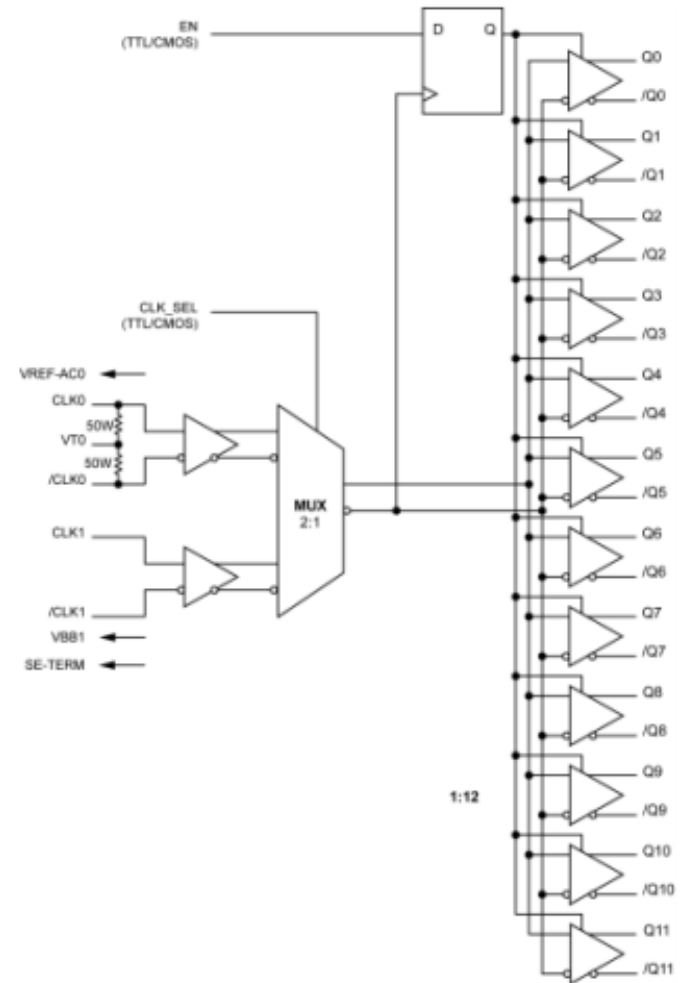 EN
(TTL/CMOS)
D Q
Q0
/Q0
Q1
/Q1
Q2
/Q2
Q3
/Q3
CLK_SEL
(TTL/CMOS)
VREF-AC0
CLK0
50W
VT0
50W
/CLK0
MUX
2:1
CLK1
/CLK1
VBB1
SE-TERM
Q4
/Q4
Q5
/Q5
Q6
/Q6
Q7
/Q7
Q8
/Q8
1:12
Q9
/Q9
Q10
/Q10
Q11
/Q11